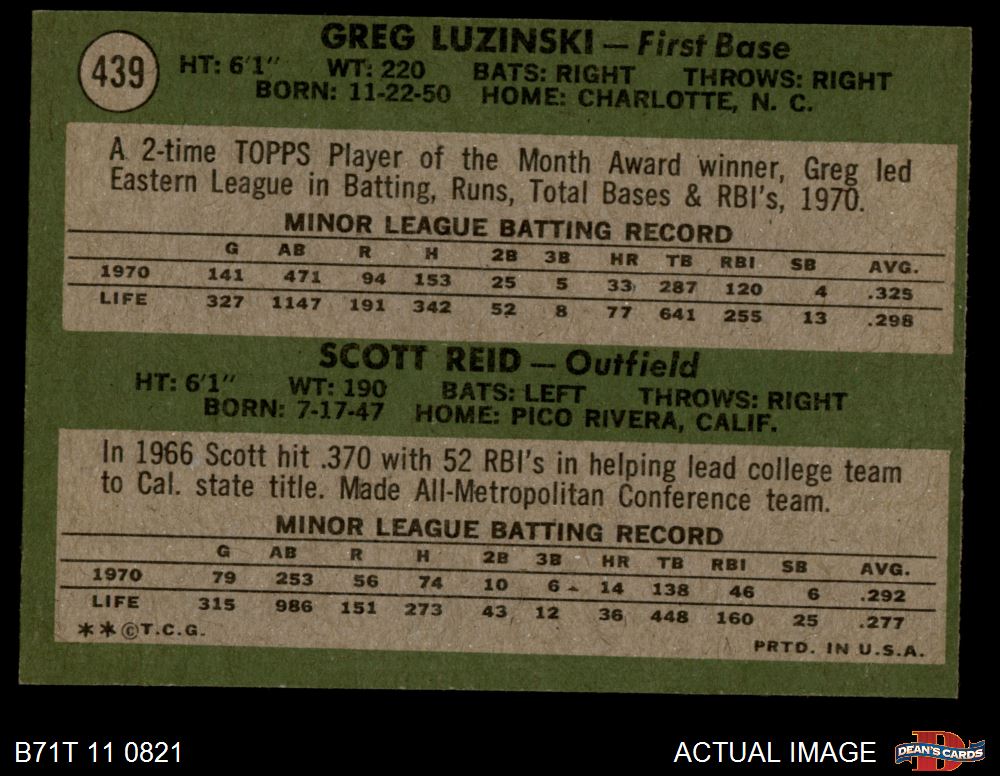 439
GREG LUZINSKI — First Base
HT: 6'1" WT: 220 BATS: RIGHT THROWS: RIGHT
BORN: 11-22-50 HOME: CHARLOTTE, N. C.
A 2-time TOPPS Player of the Month Award winner, Greg led
Eastern League in Batting, Runs, Total Bases & RBI's, 1970.
MINOR LEAGUE BATTING RECORD
G AB R H 2B 3B HR TB RBI SB AVG.
1970 141 471 94 153 25 5 33 287 120 4 .325
LIFE 327 1147 191 342 52 8 77 641 255 13 .298
SCOTT REID — Outfield
HT: 6'1" WT: 190 BATS: LEFT THROWS: RIGHT
BORN: 7-17-47 HOME: PICO RIVERA, CALIF.
In 1966 Scott hit .370 with 52 RBI's in helping lead college team
to Cal. state title. Made All-Metropolitan Conference team.
MINOR LEAGUE BATTING RECORD
G AB R H 2B 3B HR TB RBI SB AVG.
1970 79 253 56 74 10 6 14 138 46 6 .292
LIFE 315 986 151 273 43 12 36 448 160 25 .277
**©T.C.G.
PRTD. IN U.S.A.
B71T 11 0821
ACTUAL IMAGE
D
DEAN'S CARDS